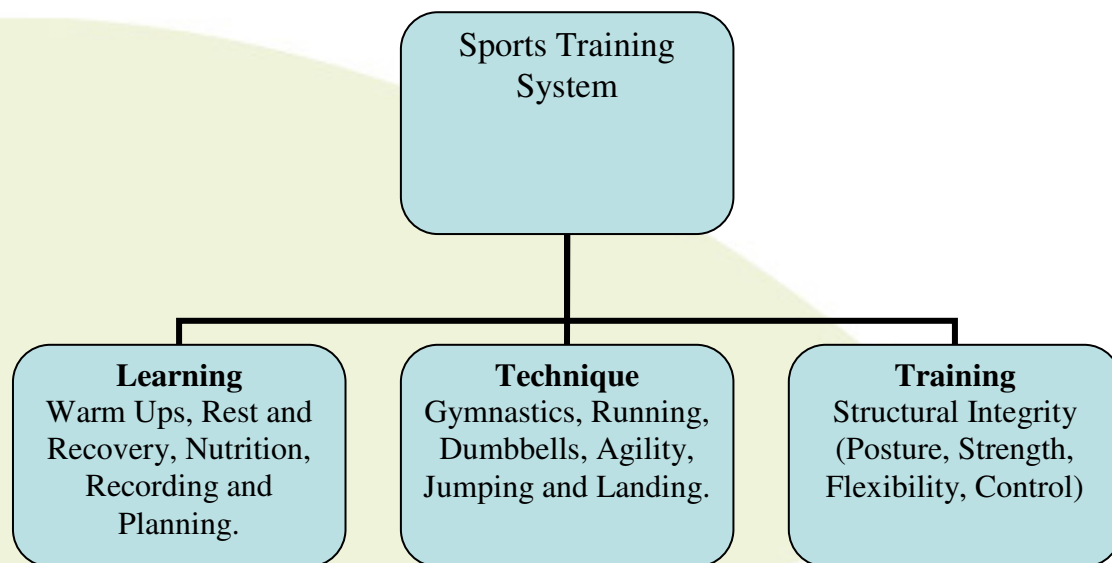 Sports Training
System
Learning
Warm Ups, Rest and
Recovery, Nutrition,
Recording and
Planning.
Technique
Gymnastics, Running,
Dumbbells, Agility,
Jumping and Landing.
Training
Structural Integrity
(Posture, Strength,
Flexibility, Control)